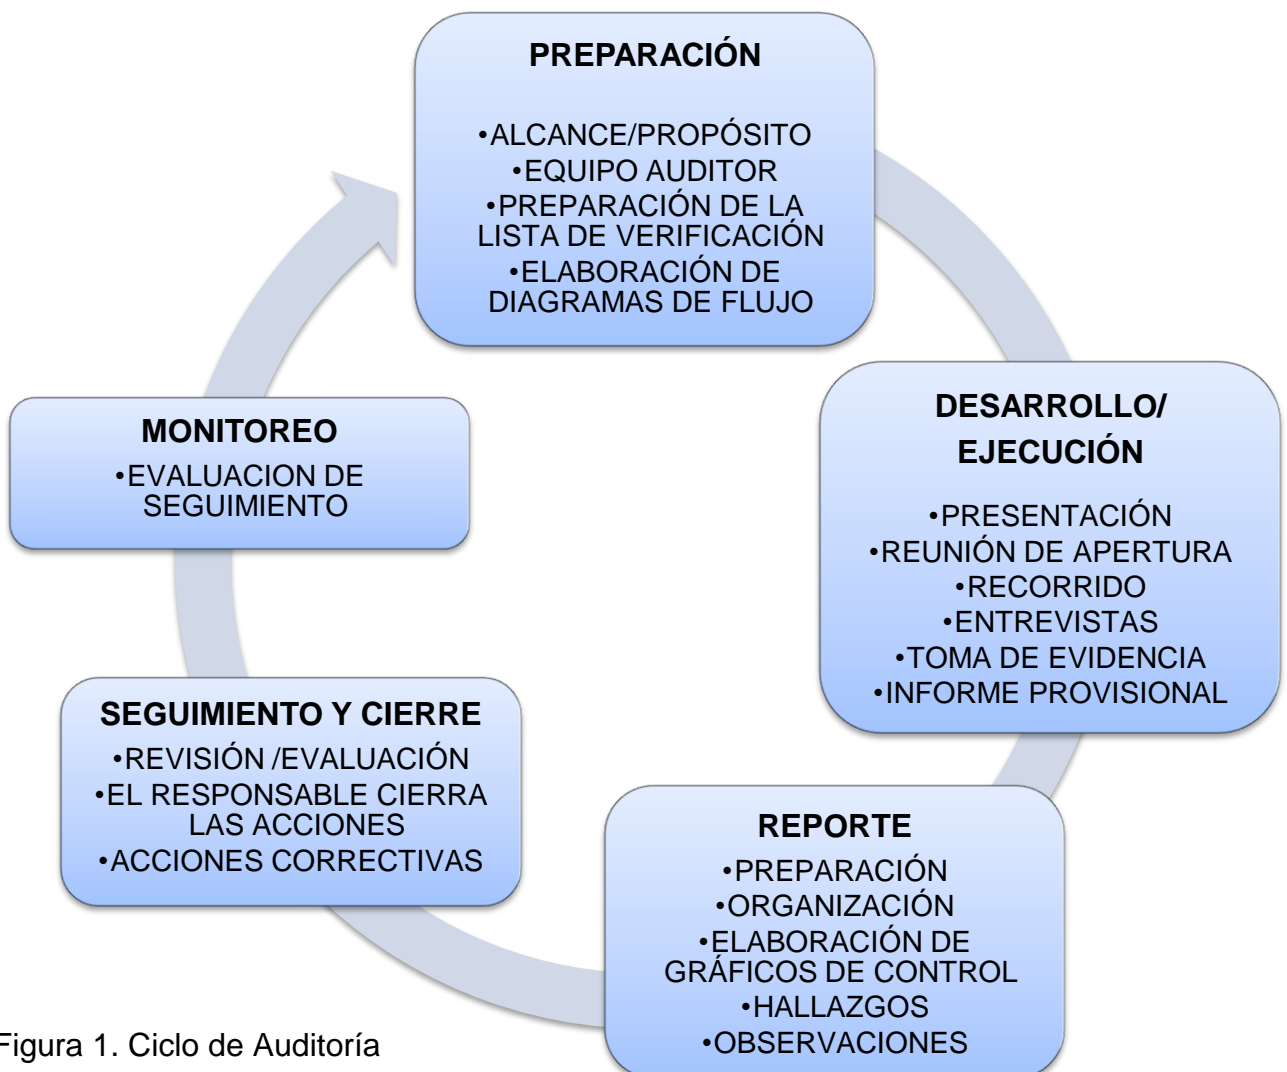 PREPARACIÓN
•ALCANCE/PROPÓSITO
•EQUIPO AUDITOR
•PREPARACIÓN DE LA
LISTA DE VERIFICACIÓN
•ELABORACIÓN DE
DIAGRAMAS DE FLUJO
DESARROLLO/
EJECUCIÓN
•PRESENTACIÓN
•REUNIÓN DE APERTURA
•RECORRIDO
•ENTREVISTAS
•TOMA DE EVIDENCIA
•INFORME PROVISIONAL
REPORTE
•PREPARACIÓN
•ORGANIZACIÓN
•ELABORACIÓN DE
GRÁFICOS DE CONTROL
•HALLAZGOS
•OBSERVACIONES
SEGUIMIENTO Y CIERRE
•REVISIÓN /EVALUACIÓN
•EL RESPONSABLE CIERRA
LAS ACCIONES
•ACCIONES CORRECTIVAS
MONITOREO
•EVALUACION DE
SEGUIMIENTO
Figura 1. Ciclo de Auditoría